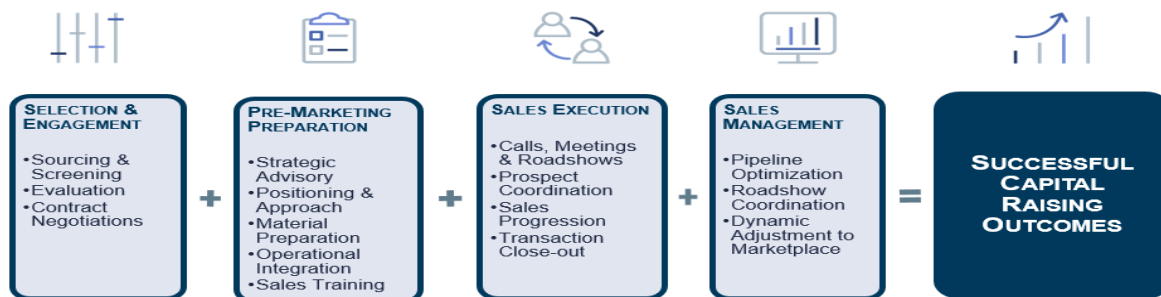 SELECTION &
ENGAGEMENT
•Sourcing &
Screening
•Evaluation
•Contract
Negotiations
+
PRE-MARKETING
PREPARATION
•Strategic
Advisory
•Positioning &
Approach
•Material
Preparation
•Operational
Integration
•Sales Training
+
SALES EXECUTION
•Calls, Meetings
& Roadshows
•Prospect
Coordination
•Sales
Progression
•Transaction
Close-out
+
SALES
MANAGEMENT
•Pipeline
Optimization
•Roadshow
Coordination
•Dynamic
Adjustment to
Marketplace
=
SUCCESSFUL
CAPITAL
RAISING
OUTCOMES